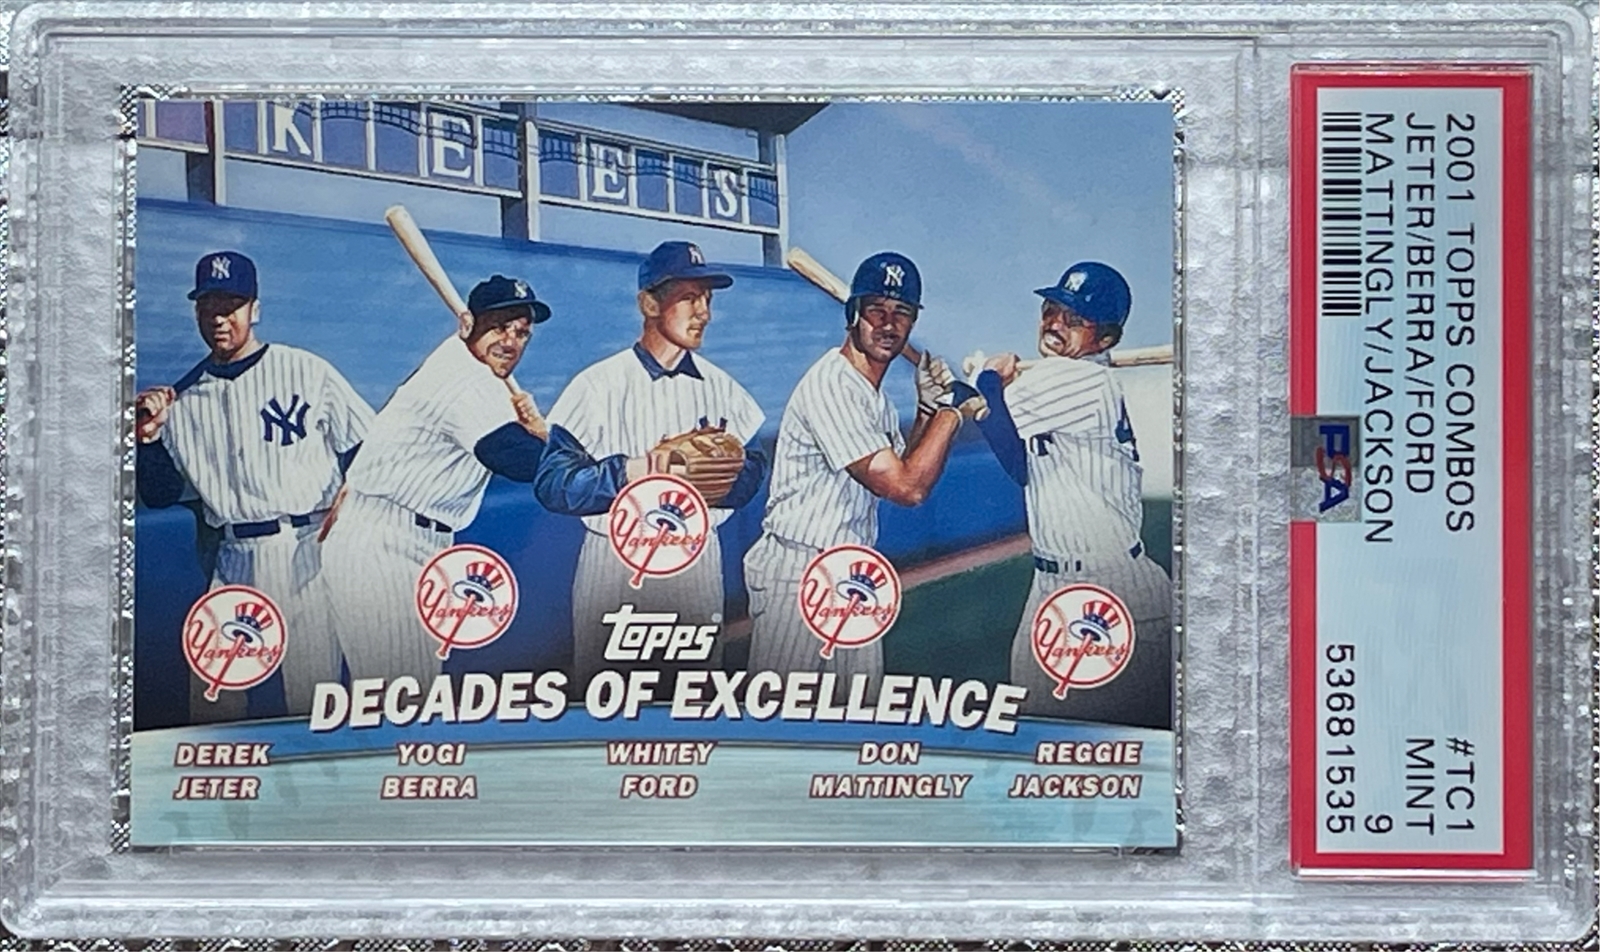 KEES
NY
NY
Yankees
Yankees
Yankees
Yankees
Yankees
Topps
DECADES OF EXCELLENCE
DEREK JETER
YOGI BERRA
WHITEY FORD
DON MATTINGLY
REGGIE JACKSON
2001 TOPPS COMBOS #TC1
JETER/BERRA/FORD MINT
MATTINGLY/JACKSON 9
53681535
PSA